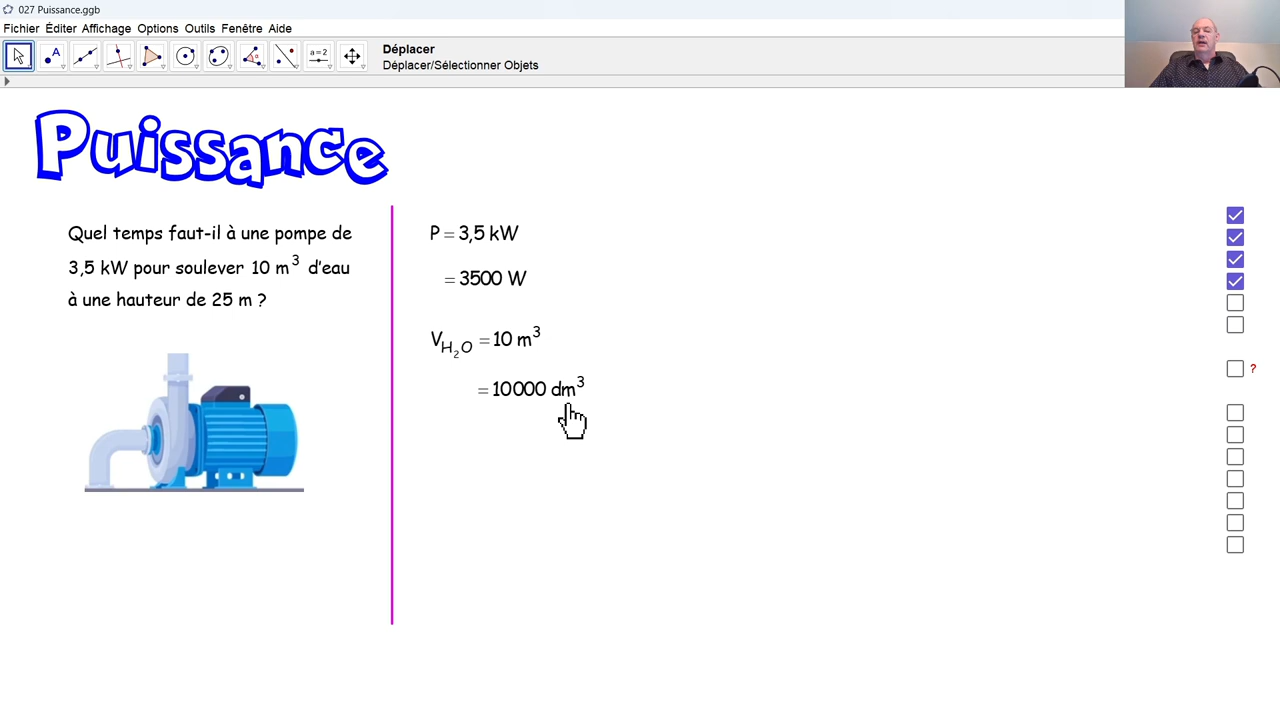 027 Puissance.ggb
Fichier Éditer Affichage Options Outils Fenêtre Aide
A
a=2
Déplacer
Déplacer/Sélectionner Objets
Puissance
Quel temps faut-il à une pompe de
3,5 kW pour soulever 10 m³ d'eau
à une hauteur de 25 m ?
P = 3,5 kW
= 3500 W
V_H₂O = 10 m³
= 10000 dm³
?